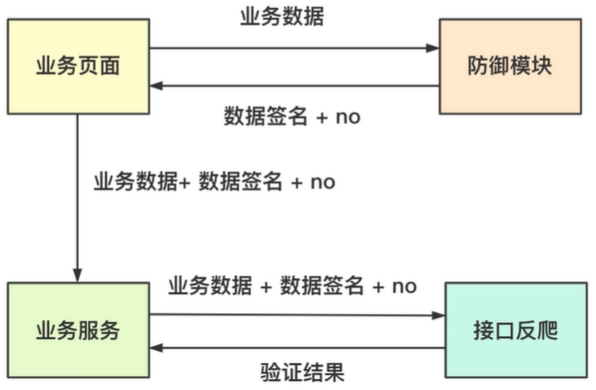 业务数据
业务页面
防御模块
数据签名 + no
业务数据+ 数据签名 + no
业务数据 + 数据签名 + no
业务服务
接口反爬
验证结果